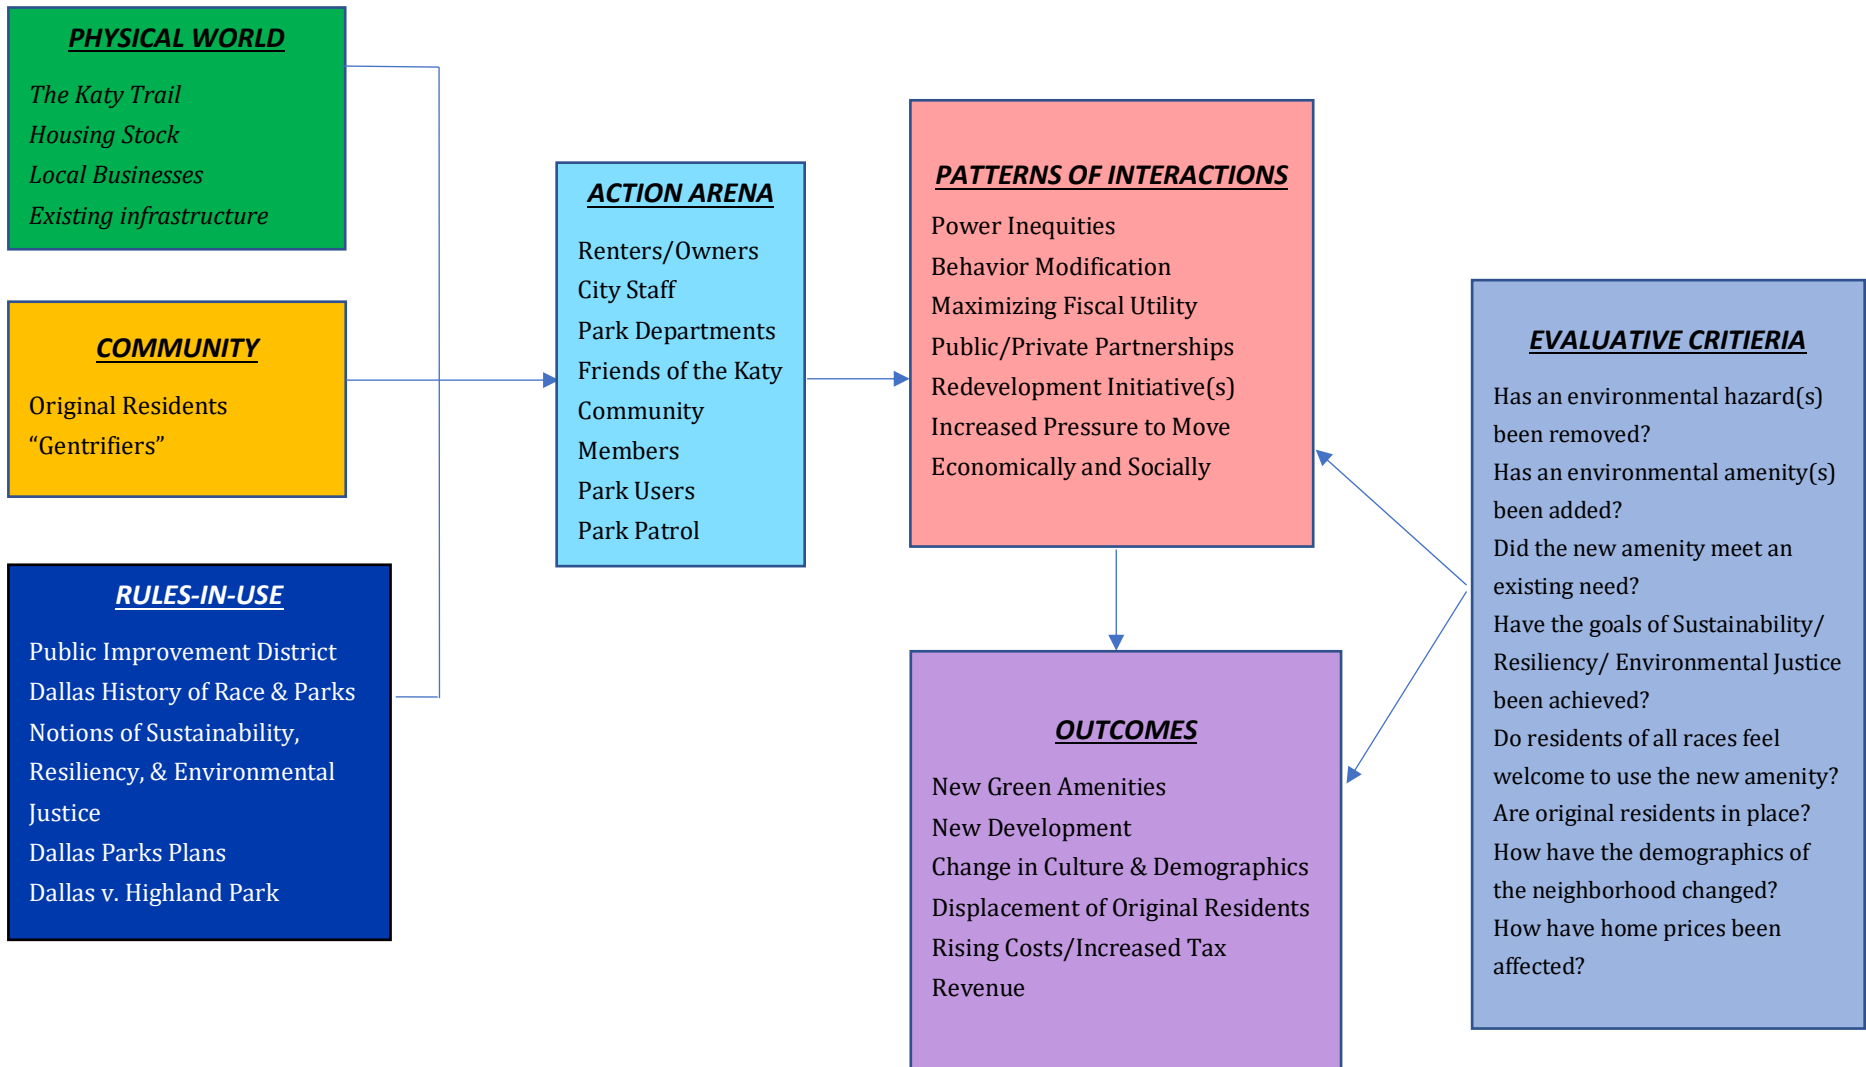 PHYSICAL WORLD
The Katy Trail
Housing Stock
Local Businesses
Existing infrastructure
COMMUNITY
Original Residents
“Gentrifiers”
RULES-IN-USE
Public Improvement District
Dallas History of Race & Parks
Notions of Sustainability,
Resiliency, & Environmental
Justice
Dallas Parks Plans
Dallas v. Highland Park
ACTION ARENA
Renters/Owners
City Staff
Park Departments
Friends of the Katy
Community
Members
Park Users
Park Patrol
PATTERNS OF INTERACTIONS
Power Inequities
Behavior Modification
Maximizing Fiscal Utility
Public/Private Partnerships
Redevelopment Initiative(s)
Increased Pressure to Move
Economically and Socially
OUTCOMES
New Green Amenities
New Development
Change in Culture & Demographics
Displacement of Original Residents
Rising Costs/Increased Tax
Revenue
EVALUATIVE CRITIERIA
Has an environmental hazard(s)
been removed?
Has an environmental amenity(s)
been added?
Did the new amenity meet an
existing need?
Have the goals of Sustainability/
Resiliency/ Environmental Justice
been achieved?
Do residents of all races feel
welcome to use the new amenity?
Are original residents in place?
How have the demographics of
the neighborhood changed?
How have home prices been
affected?